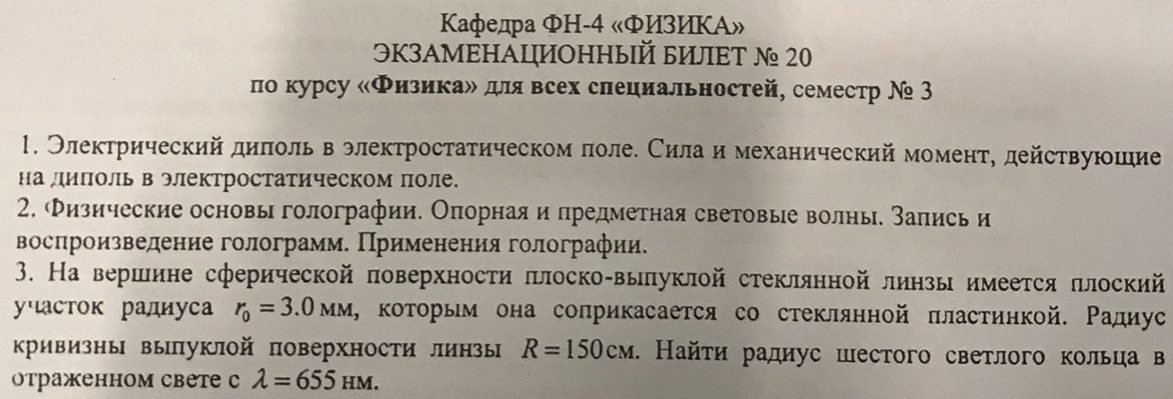 Кафедра ФН-4 «ФИЗИКА»
ЭКЗАМЕНАЦИОННЫЙ БИЛЕТ № 20
по курсу «Физика» для всех специальностей, семестр № 3
1. Электрический диполь в электростатическом поле. Сила и механический момент, действующие
на диполь в электростатическом поле.
2. Физические основы голографии. Опорная и предметная световые волны. Запись и
воспроизведение голограмм. Применения голографии.
3. На вершине сферической поверхности плоско-выпуклой стеклянной линзы имеется плоский
участок радиуса r₀ = 3.0 мм, которым она соприкасается со стеклянной пластинкой. Радиус
кривизны выпуклой поверхности линзы R = 150 см. Найти радиус шестого светлого кольца в
отраженном свете с λ = 655 нм.